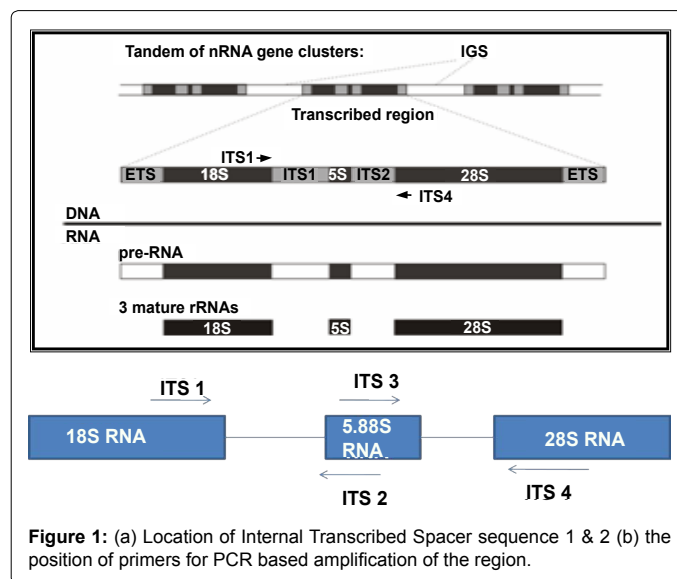 Tandem of nRNA gene clusters: IGS
Transcribed region
ITS1
ETS 18S ITS1 5S ITS2 28S ETS
ITS4
DNA
RNA
pre-RNA
3 mature rRNAs
18S 5S 28S
ITS 1 ITS 3
18S RNA 5.88S RNA 28S RNA
ITS 2 ITS 4
Figure 1: (a) Location of Internal Transcribed Spacer sequence 1 & 2 (b) the
position of primers for PCR based amplification of the region.